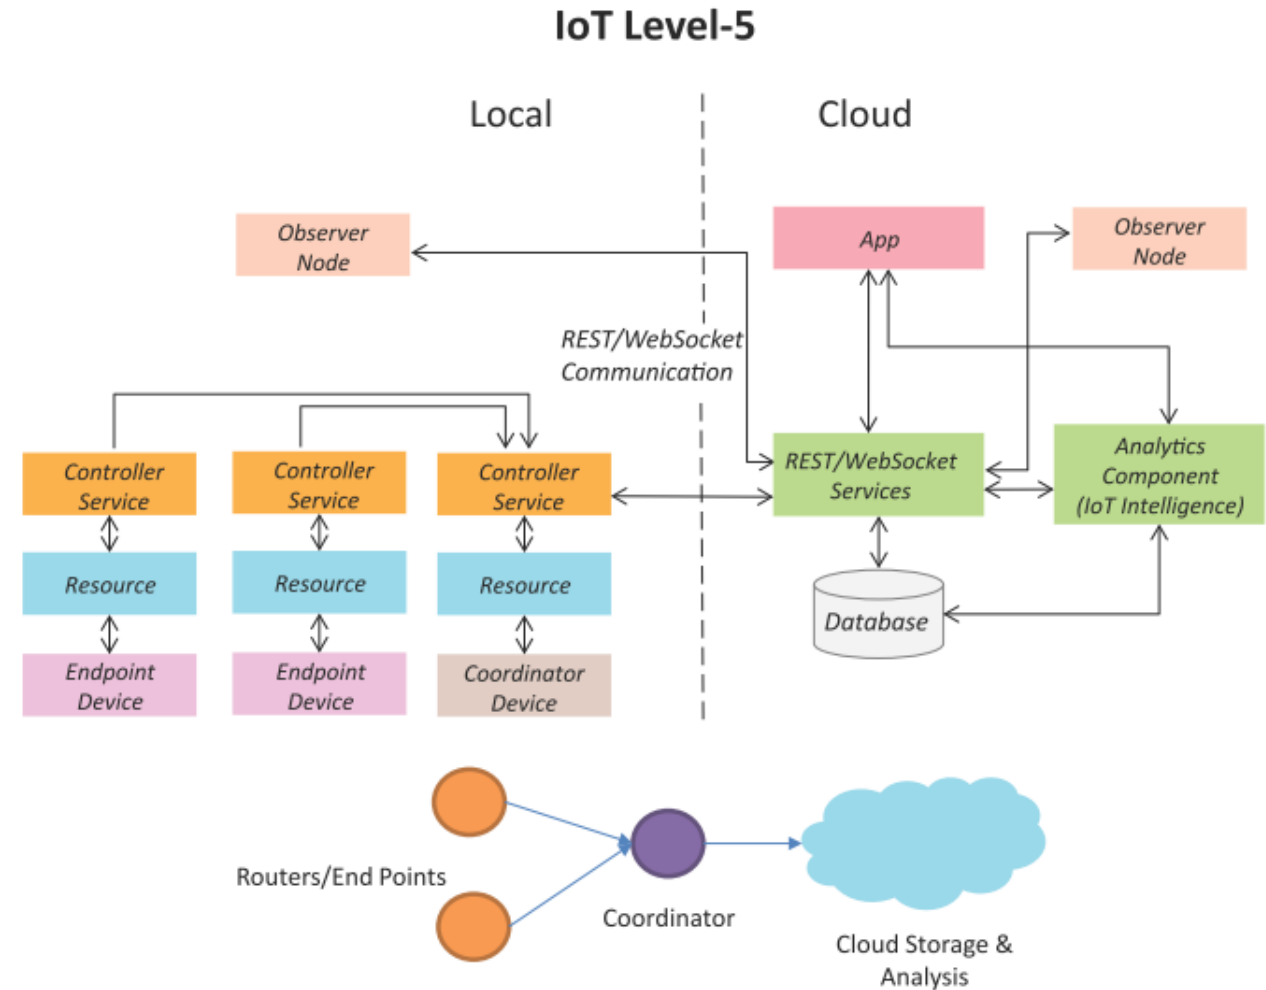 IoT Level-5
Local
Cloud
Observer
Node
App
Observer
Node
REST/WebSocket
Communication
Controller
Service
Controller
Service
Controller
Service
REST/WebSocket
Services
Analytics
Component
(IoT Intelligence)
Resource
Resource
Resource
Database
Endpoint
Device
Endpoint
Device
Coordinator
Device
Routers/End Points
Coordinator
Cloud Storage &
Analysis